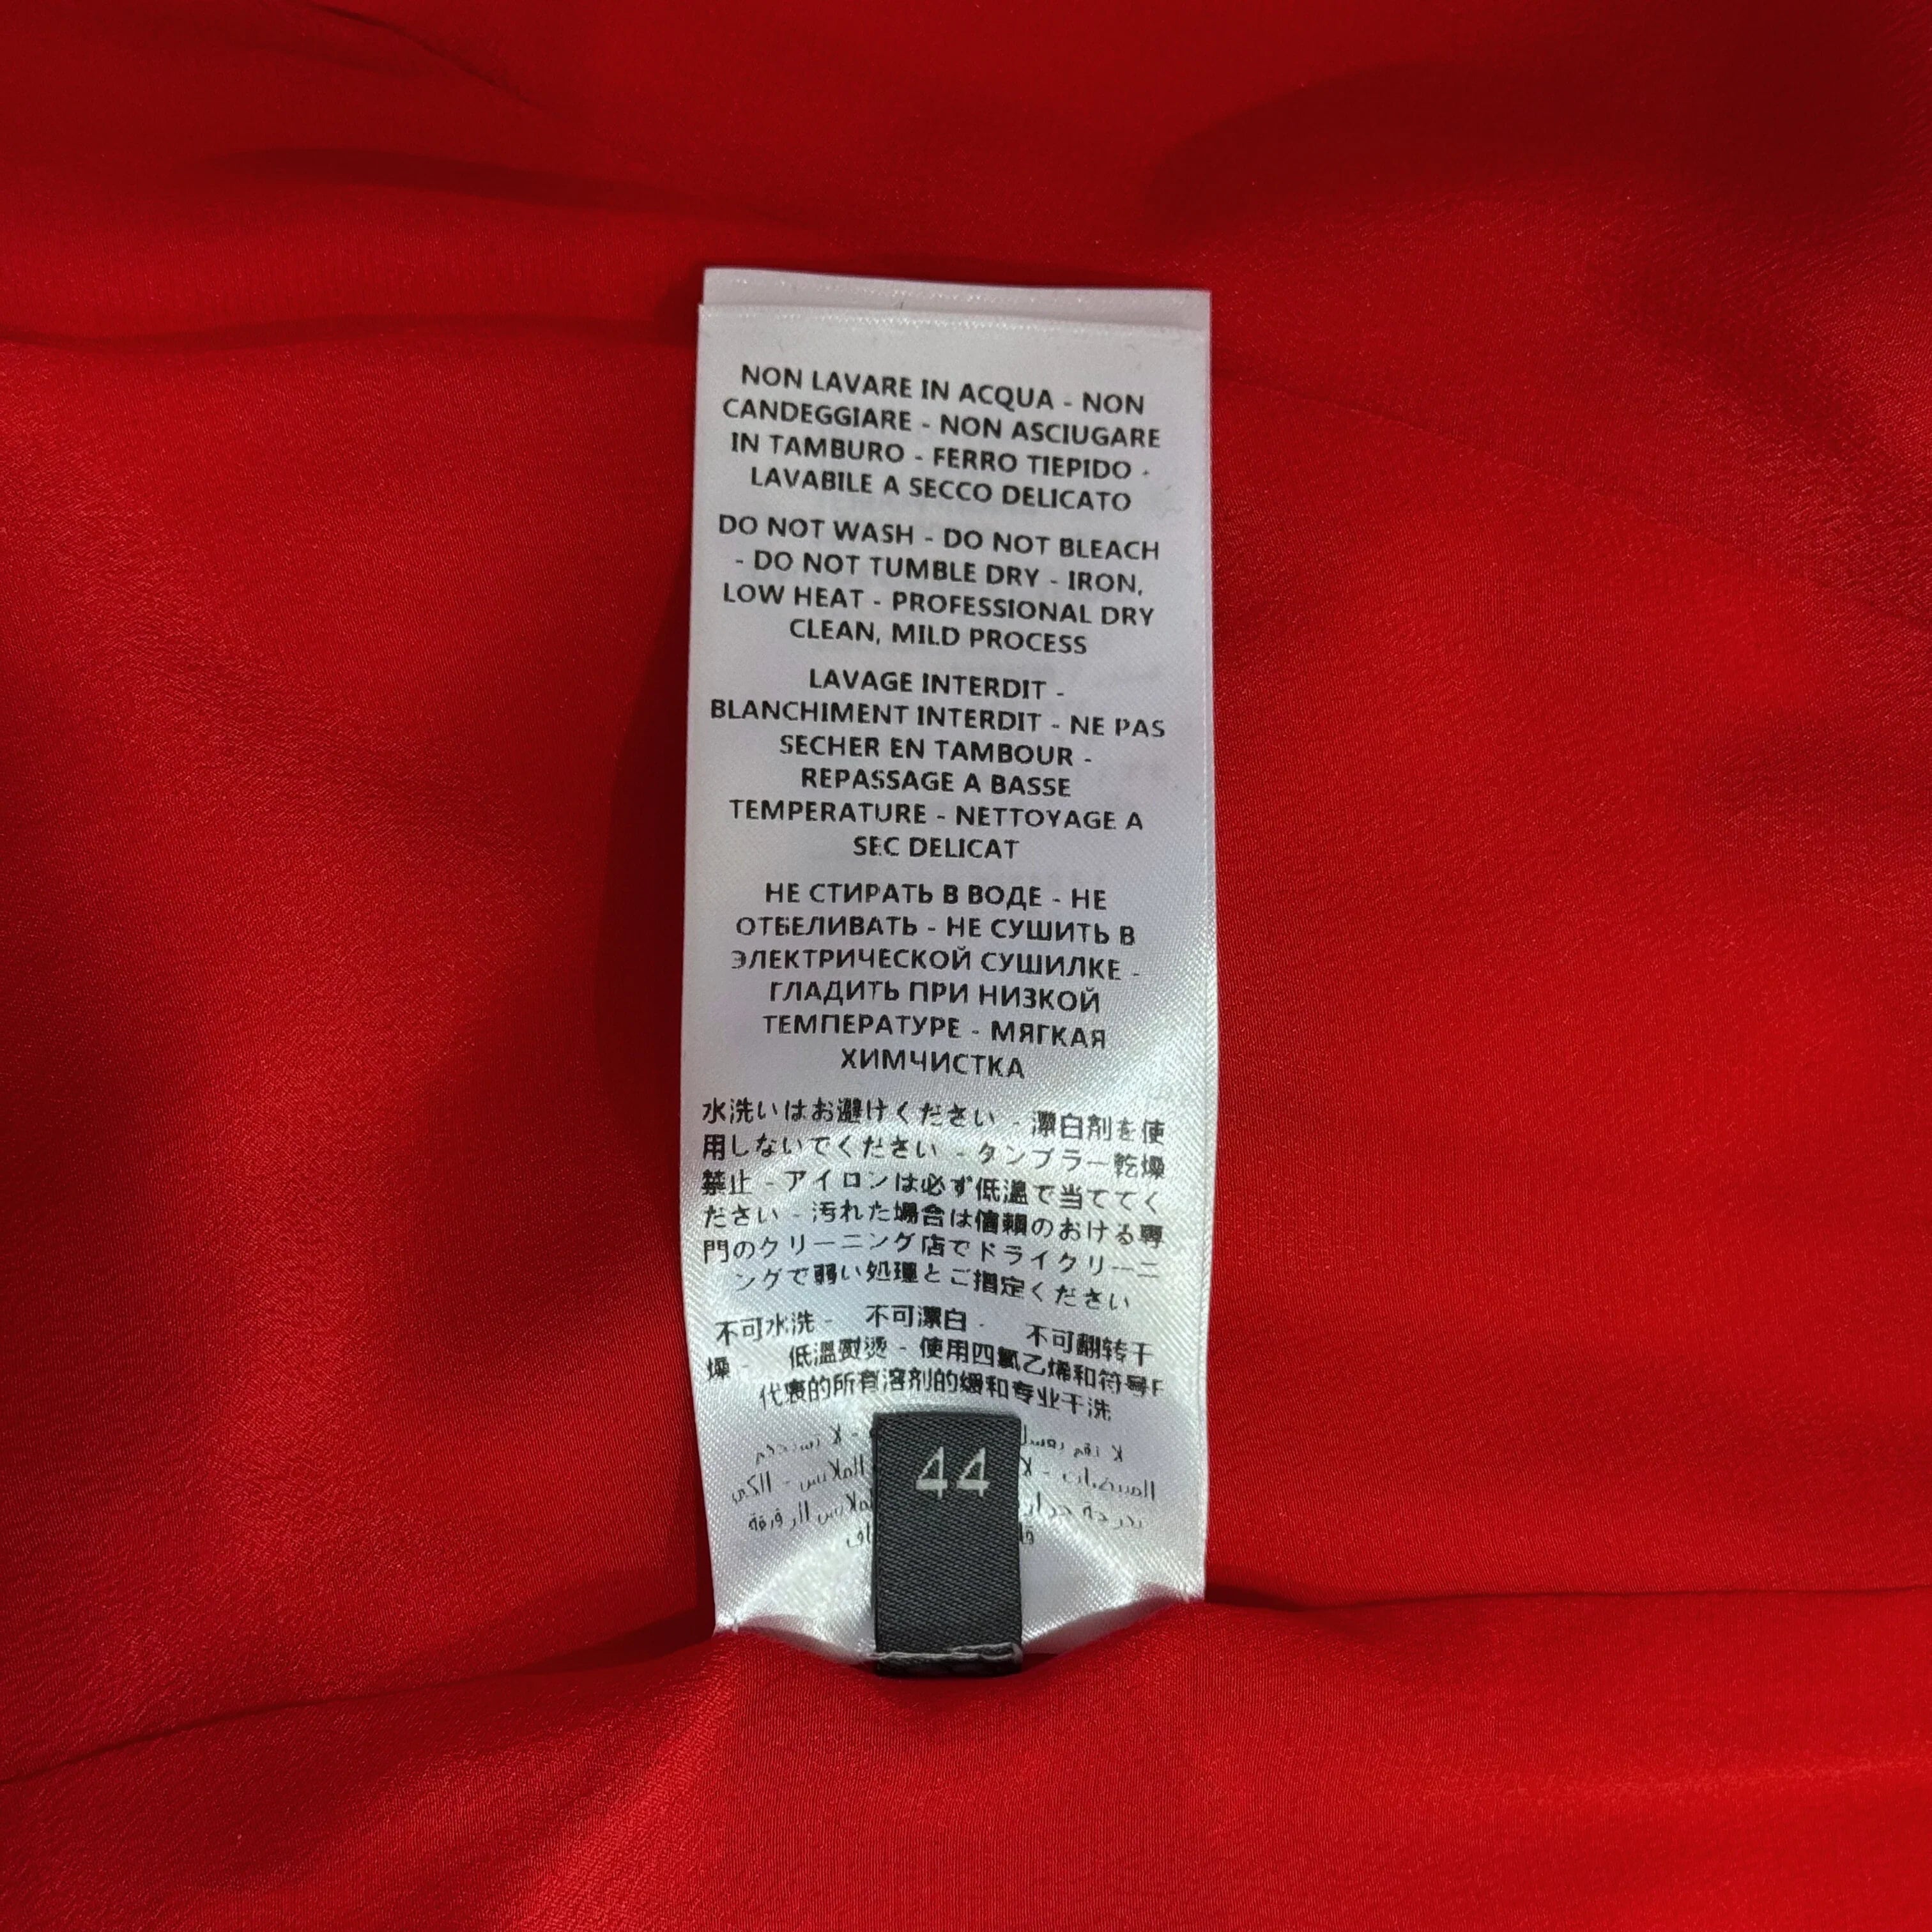 NON LAVARE IN ACQUA - NON
CANDEGGIARE - NON ASCIUGARE
IN TAMBURO - FERRO TIEPIDO -
LAVABILE A SECCO DELICATO
DO NOT WASH - DO NOT BLEACH
- DO NOT TUMBLE DRY - IRON,
LOW HEAT - PROFESSIONAL DRY
CLEAN, MILD PROCESS
LAVAGE INTERDIT -
BLANCHIMENT INTERDIT - NE PAS
SECHER EN TAMBOUR -
REPASSAGE A BASSE
TEMPERATURE - NETTOYAGE A
SEC DELICAT
НЕ СТИРАТЬ В ВОДЕ - НЕ
ОТБЕЛИВАТЬ - НЕ СУШИТЬ В
ЭЛЕКТРИЧЕСКОЙ СУШИЛКЕ -
ГЛАДИТЬ ПРИ НИЗКОЙ
ТЕМПЕРАТУРЕ - МЯГКАЯ
ХИМЧИСТКА
水洗いはお避けください - 漂白剤を使
用しないでください - タンブラー乾燥
禁止 - アイロンは必ず低温で当ててく
ださい - 汚れた場合は信頼のおける専
門のクリーニング店でドライクリーニ
ングで弱い処理とご指定ください
不可水洗 - 不可漂白 - 不可翻转干
燥 - 低温熨烫 - 使用四氯乙烯和符号F
代表的所有溶剂的缓和专业干洗
44